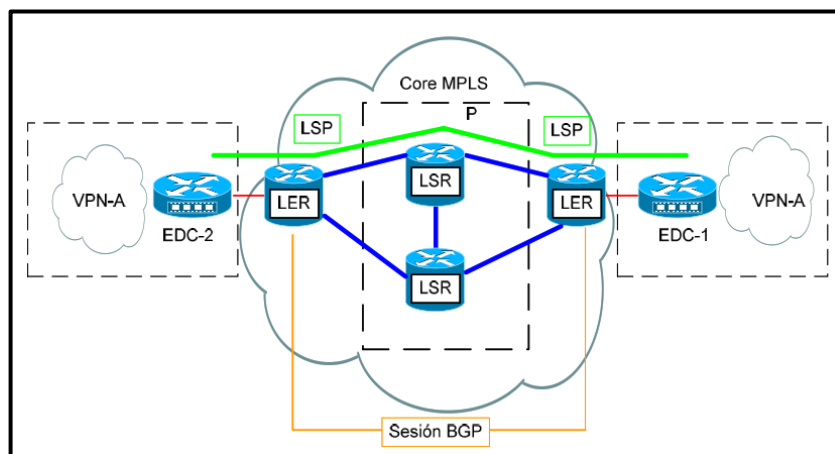 Core MPLS
P
LSP
LSP
VPN-A
EDC-2
LER
LSR
LSR
LER
EDC-1
VPN-A
Sesión BGP